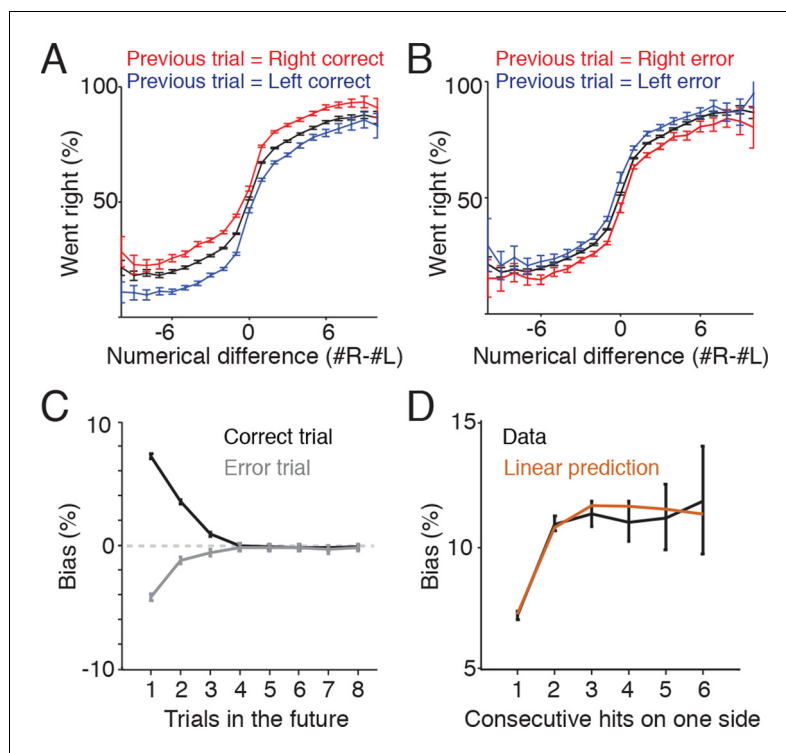 A
Previous trial = Right correct
Previous trial = Left correct
100
50
Went right (%)
-6 0 6
Numerical difference (#R-#L)
B
Previous trial = Right error
Previous trial = Left error
100
50
Went right (%)
-6 0 6
Numerical difference (#R-#L)
C
Correct trial
Error trial
10
0
-10
Bias (%)
1 2 3 4 5 6 7 8
Trials in the future
D
Data
Linear prediction
15
10
5
Bias (%)
1 2 3 4 5 6
Consecutive hits on one side